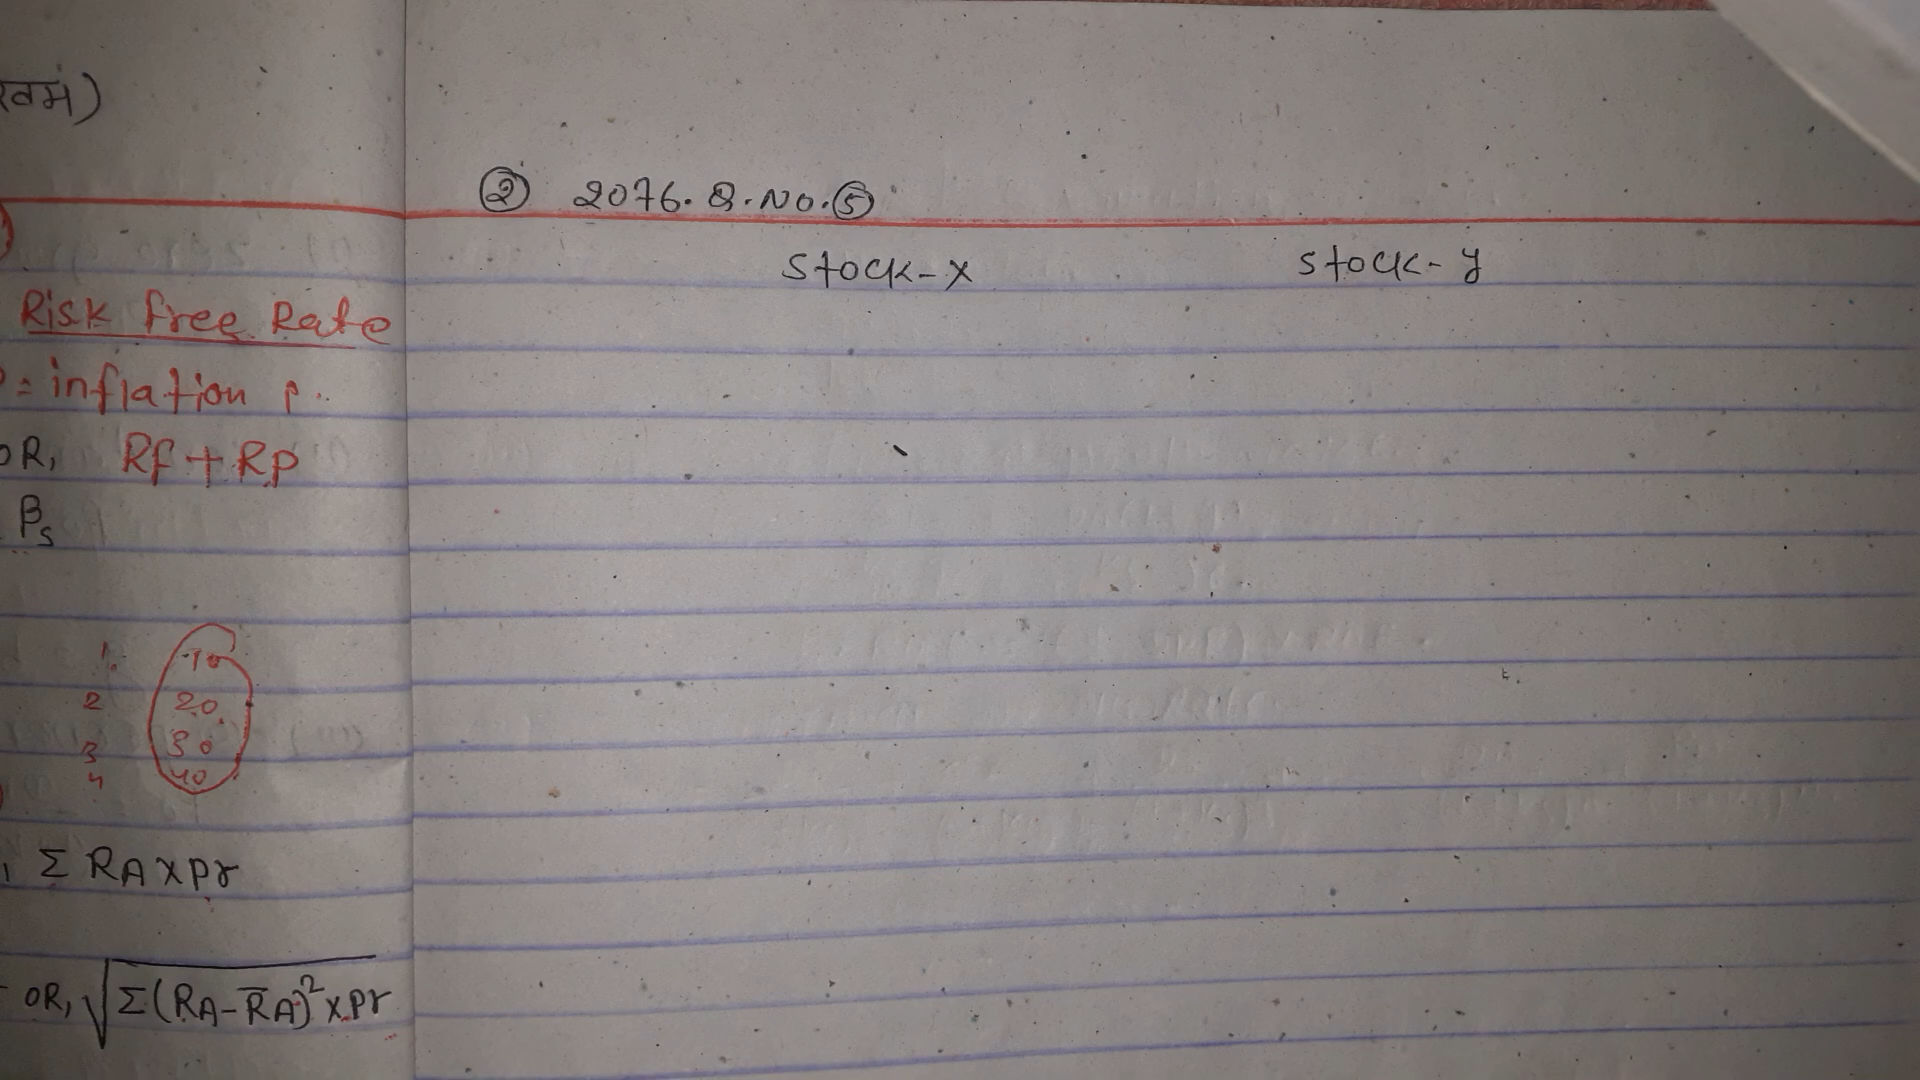 ② 2076. Q. No. ⑤
Stock-X Stock-y
Risk free Rate
= inflation P..
OR, Rf + Rp
βs
1. 10
2 20
3 30
4 40
Σ RA x Pr
OR, √Σ(RA-R̅A)² x Pr